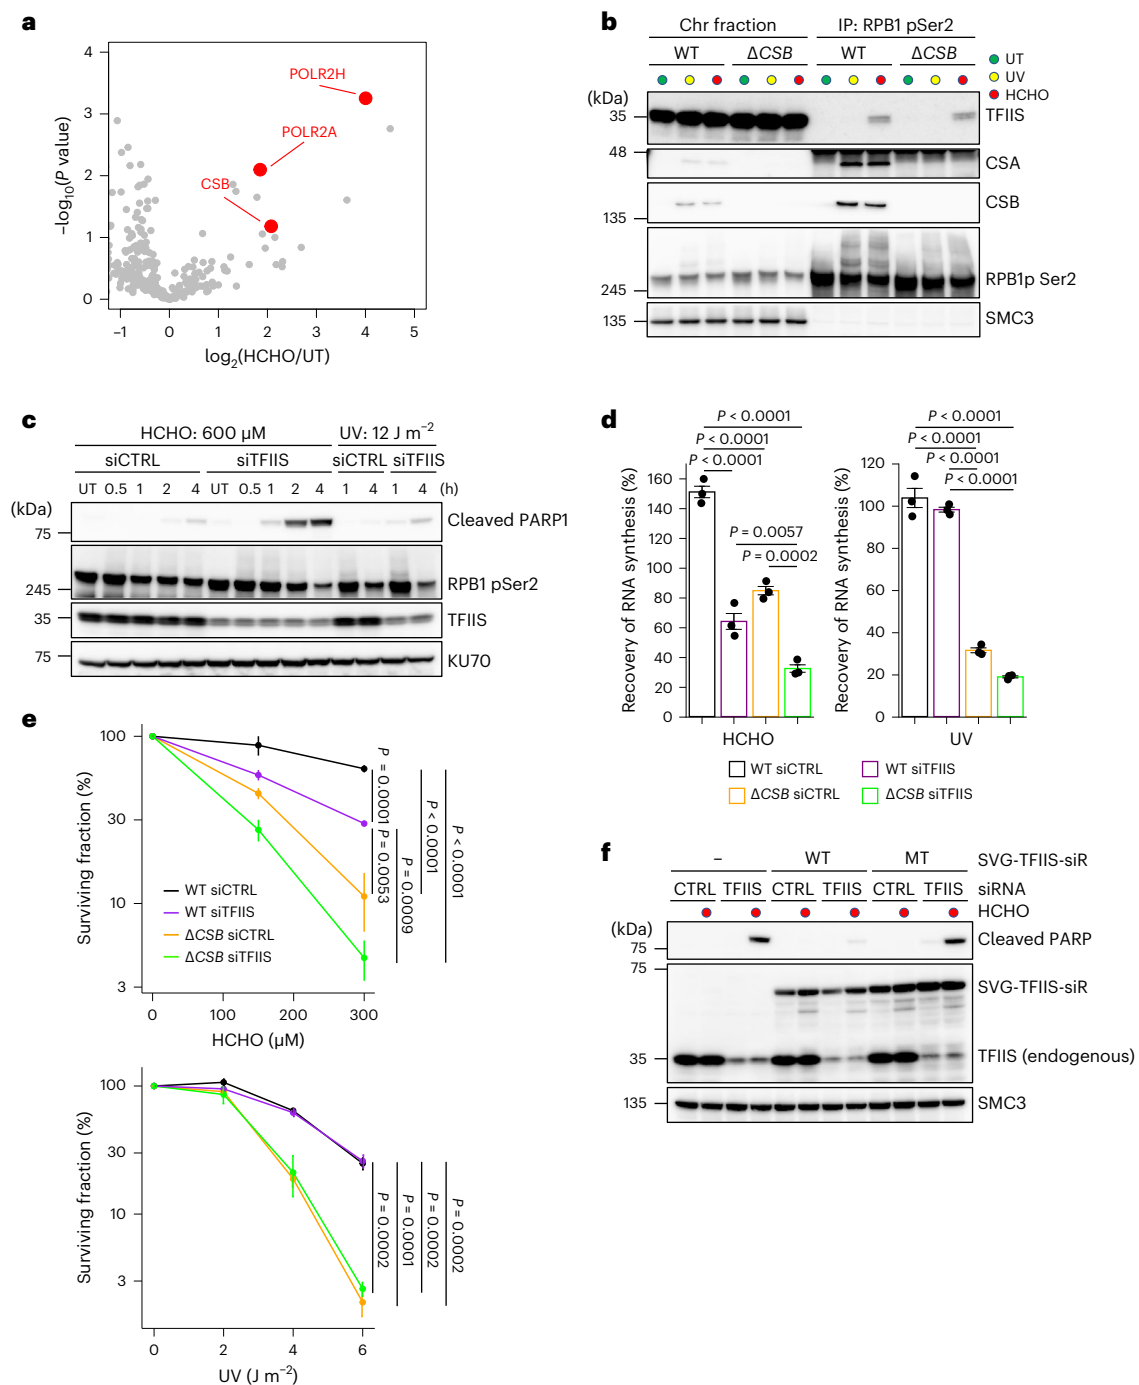 a
4
3
2
1
0
−log10(P value)
POLR2H
POLR2A
CSB
−1 0 1 2 3 4 5
log2(HCHO/UT)
b
Chr fraction IP: RPB1 pSer2
WT ΔCSB WT ΔCSB
UT
UV
HCHO
(kDa)
35 TFIIS
48 CSA
CSB
135
RPB1p Ser2
245
135 SMC3
c
HCHO: 600 µM UV: 12 J m−2
siCTRL siTFIIS siCTRL siTFIIS
UT 0.5 1 2 4 UT 0.5 1 2 4 1 4 1 4 (h)
(kDa)
75 Cleaved PARP1
245 RPB1 pSer2
35 TFIIS
75 KU70
d
P < 0.0001
P < 0.0001
P < 0.0001
P = 0.0057
P = 0.0002
160
140
120
100
80
60
40
20
0
Recovery of RNA synthesis (%)
HCHO
P < 0.0001
P < 0.0001
P < 0.0001
P < 0.0001
120
100
80
60
40
20
0
Recovery of RNA synthesis (%)
UV
WT siCTRL WT siTFIIS
ΔCSB siCTRL ΔCSB siTFIIS
e
100
30
10
3
Surviving fraction (%)
WT siCTRL
WT siTFIIS
ΔCSB siCTRL
ΔCSB siTFIIS
P = 0.0001
P = 0.0053
P = 0.0009
P < 0.0001
P < 0.0001
0 100 200 300
HCHO (µM)
100
30
10
3
Surviving fraction (%)
P = 0.0002
P = 0.0001
P = 0.0002
P = 0.0002
0 2 4 6
UV (J m−2)
f
– WT MT SVG-TFIIS-siR
CTRL TFIIS CTRL TFIIS CTRL TFIIS siRNA
HCHO
(kDa)
75 Cleaved PARP
75
SVG-TFIIS-siR
35 TFIIS (endogenous)
135 SMC3